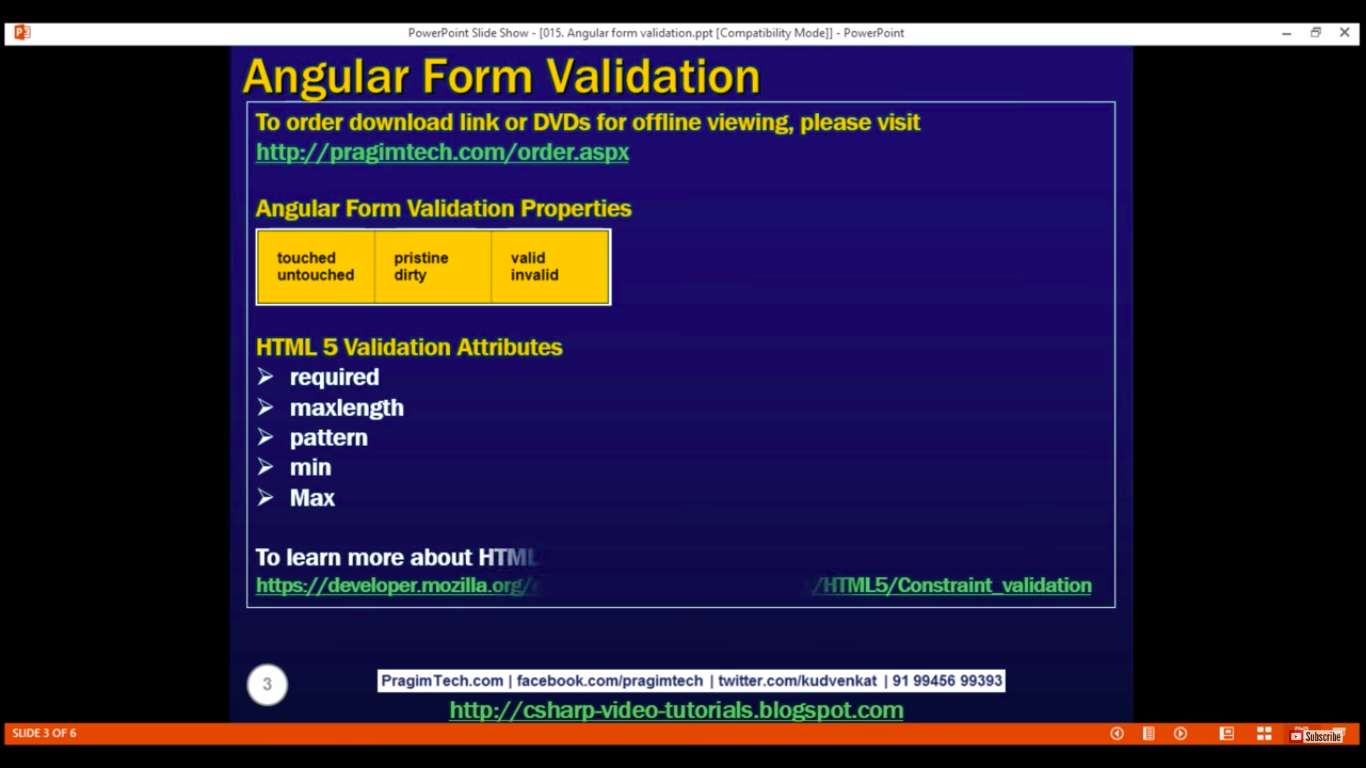 PowerPoint Slide Show - [015. Angular form validation.ppt [Compatibility Mode]] - PowerPoint
Angular Form Validation
To order download link or DVDs for offline viewing, please visit
http://pragimtech.com/order.aspx
Angular Form Validation Properties
touched pristine valid
untouched dirty invalid
HTML 5 Validation Attributes
➢ required
➢ maxlength
➢ pattern
➢ min
➢ Max
To learn more about HTML
https://developer.mozilla.org/ /HTML5/Constraint_validation
3
PragimTech.com | facebook.com/pragimtech | twitter.com/kudvenkat | 91 99456 99393
http://csharp-video-tutorials.blogspot.com
SLIDE 3 OF 6
Subscribe